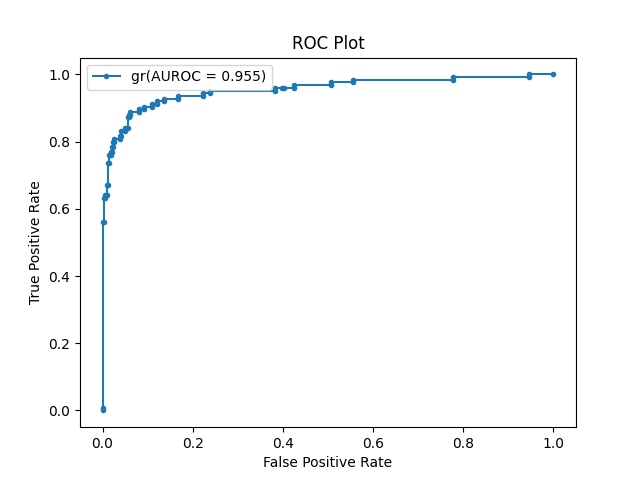 ROC Plot
gr(AUROC = 0.955)
True Positive Rate
1.0
0.8
0.6
0.4
0.2
0.0
0.0 0.2 0.4 0.6 0.8 1.0
False Positive Rate